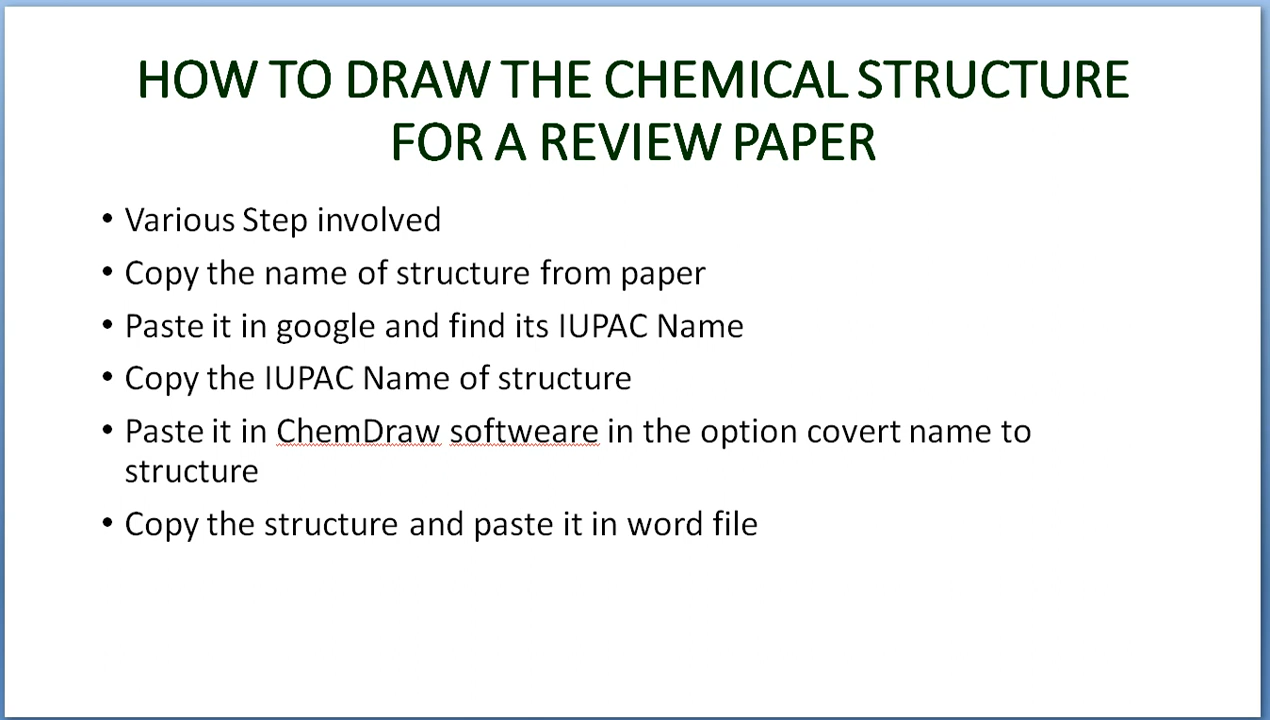 HOW TO DRAW THE CHEMICAL STRUCTURE
FOR A REVIEW PAPER
• Various Step involved
• Copy the name of structure from paper
• Paste it in google and find its IUPAC Name
• Copy the IUPAC Name of structure
• Paste it in ChemDraw softweare in the option covert name to
structure
• Copy the structure and paste it in word file